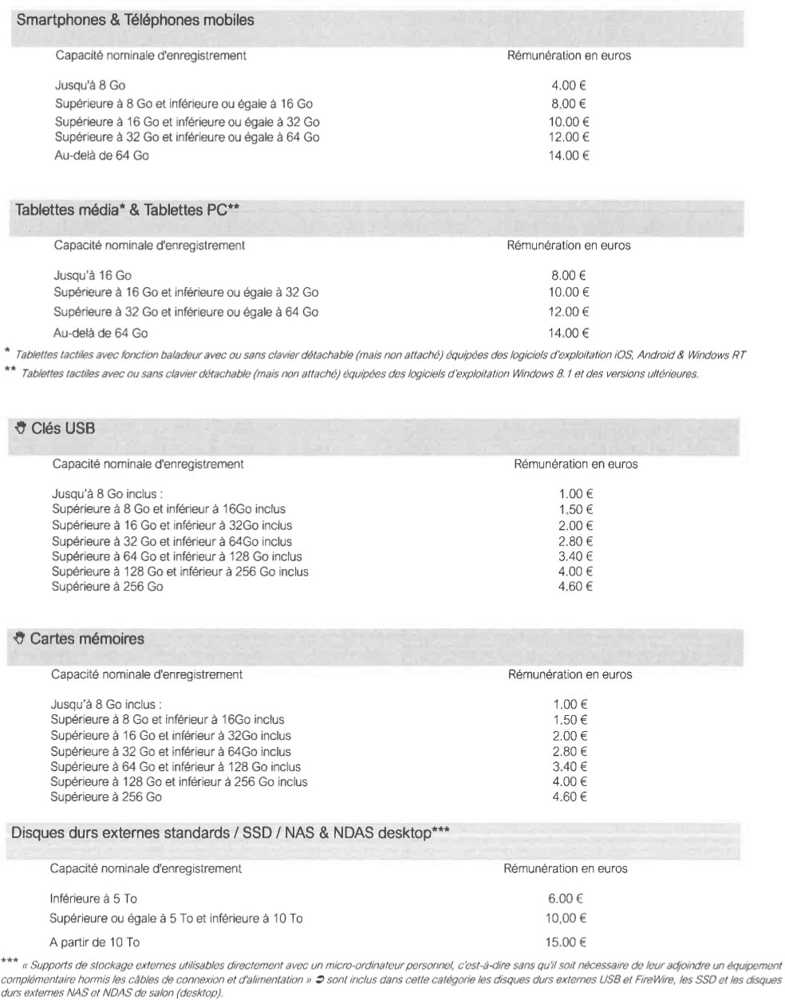 Smartphones & Téléphones mobiles
Capacité nominale d'enregistrement Rémunération en euros
Jusqu'à 8 Go 4.00 €
Supérieure à 8 Go et inférieure ou égale à 16 Go 8.00 €
Supérieure à 16 Go et inférieure ou égale à 32 Go 10.00 €
Supérieure à 32 Go et inférieure ou égale à 64 Go 12.00 €
Au-delà de 64 Go 14.00 €
Tablettes média* & Tablettes PC**
Capacité nominale d'enregistrement Rémunération en euros
Jusqu'à 16 Go 8.00 €
Supérieure à 16 Go et inférieure ou égale à 32 Go 10.00 €
Supérieure à 32 Go et inférieure ou égale à 64 Go 12.00 €
Au-delà de 64 Go 14.00 €
* Tablettes tactiles avec fonction baladeur avec ou sans clavier détachable (mais non attaché) équipées des logiciels d'exploitation iOS, Android & Windows RT
** Tablettes tactiles avec ou sans clavier détachable (mais non attaché) équipées des logiciels d'exploitation Windows 8.1 et des versions ultérieures.
Clés USB
Capacité nominale d'enregistrement Rémunération en euros
Jusqu'à 8 Go inclus : 1.00 €
Supérieure à 8 Go et inférieur à 16Go inclus 1.50 €
Supérieure à 16 Go et inférieur à 32Go inclus 2.00 €
Supérieure à 32 Go et inférieur à 64Go inclus 2.80 €
Supérieure à 64 Go et inférieur à 128 Go inclus 3.40 €
Supérieure à 128 Go et inférieur à 256 Go inclus 4.00 €
Supérieure à 256 Go 4.60 €
Cartes mémoires
Capacité nominale d'enregistrement Rémunération en euros
Jusqu'à 8 Go inclus : 1.00 €
Supérieure à 8 Go et inférieur à 16Go inclus 1.50 €
Supérieure à 16 Go et inférieur à 32Go inclus 2.00 €
Supérieure à 32 Go et inférieur à 64Go inclus 2.80 €
Supérieure à 64 Go et inférieur à 128 Go inclus 3.40 €
Supérieure à 128 Go et inférieur à 256 Go inclus 4.00 €
Supérieure à 256 Go 4.60 €
Disques durs externes standards / SSD / NAS & NDAS desktop***
Capacité nominale d'enregistrement Rémunération en euros
Inférieure à 5 To 6.00 €
Supérieure ou égale à 5 To et inférieure à 10 To 10,00 €
A partir de 10 To 15.00 €
*** « Supports de stockage externes utilisables directement avec un micro-ordinateur personnel, c'est-à-dire sans qu'il soit nécessaire de leur adjoindre un équipement
complémentaire hormis les câbles de connexion et d'alimentation » ➲ sont inclus dans cette catégorie les disques durs externes USB et FireWire, les SSD et les disques
durs externes NAS et NDAS de salon (desktop).